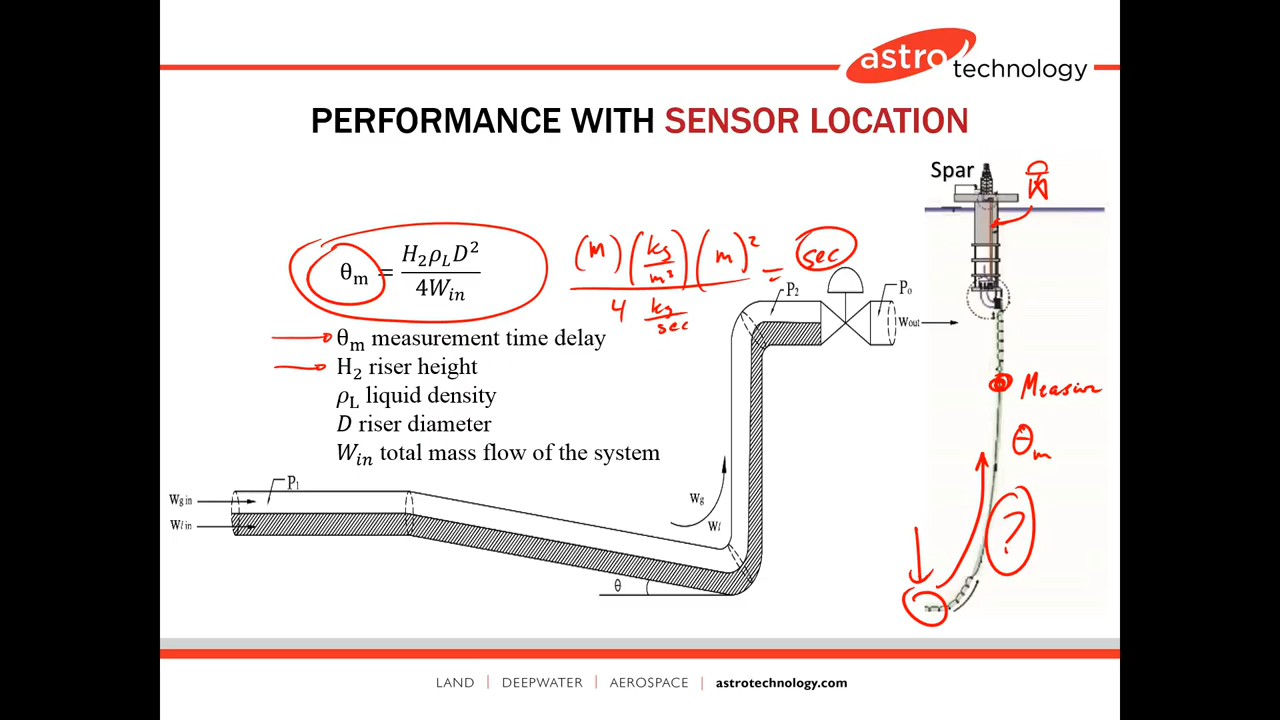 astro
technology
PERFORMANCE WITH SENSOR LOCATION
Spar
θm = H2ρLD² / 4Win
(m) (kg/m³) (m)² / 4 kg/sec = sec
θm measurement time delay
H2 riser height
ρL liquid density
D riser diameter
Win total mass flow of the system
P1
P2
Po
Wout
Wg in
Wl in
Wg
Wl
θ
Measure
θm
?
LAND | DEEPWATER | AEROSPACE | astrotechnology.com